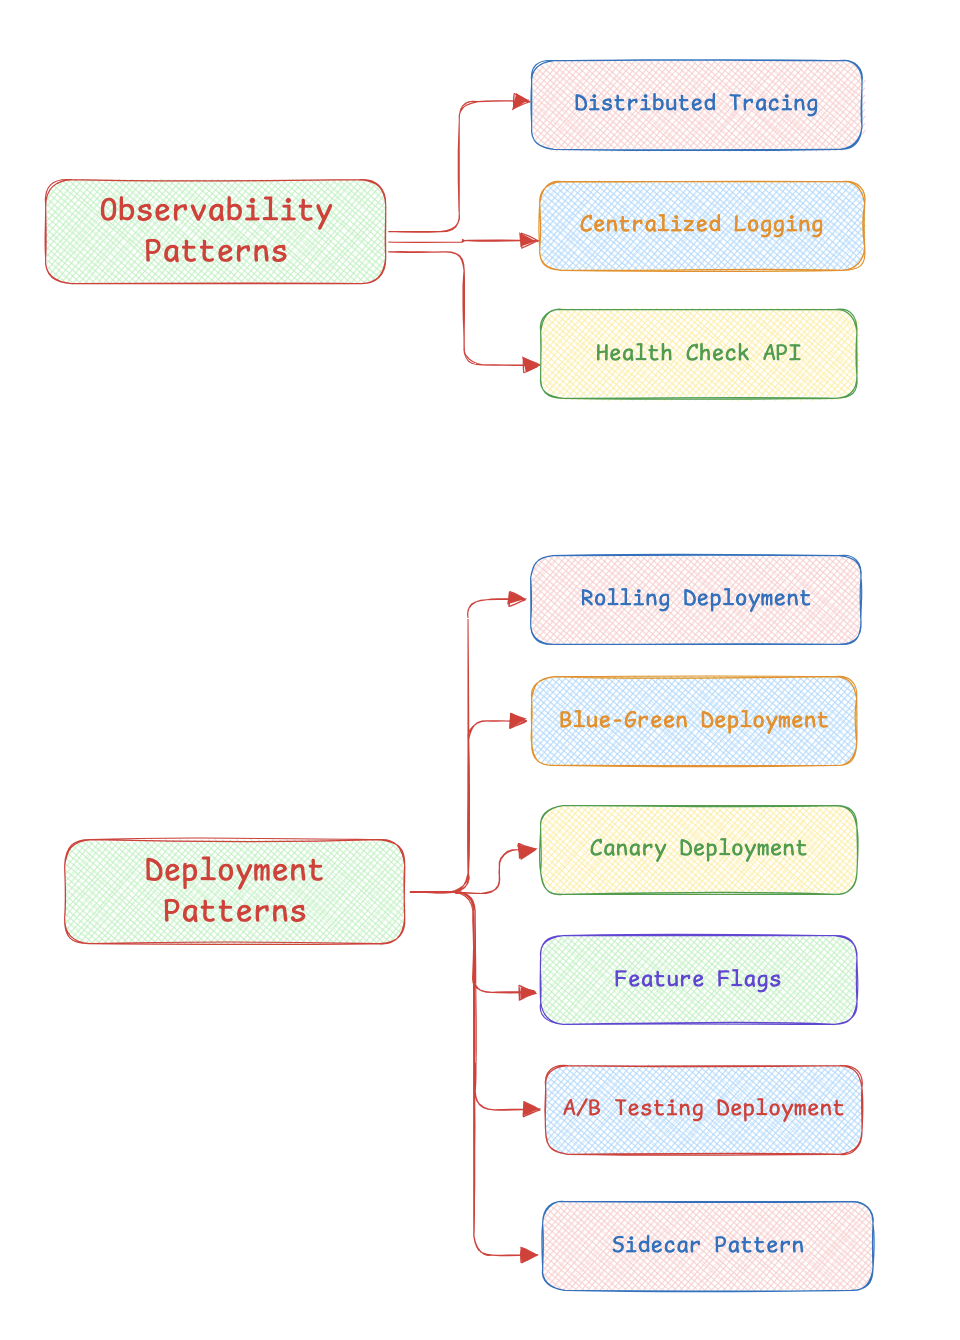 Distributed Tracing
Observability
Patterns
Centralized Logging
Health Check API
Rolling Deployment
Blue-Green Deployment
Canary Deployment
Deployment
Patterns
Feature Flags
A/B Testing Deployment
Sidecar Pattern